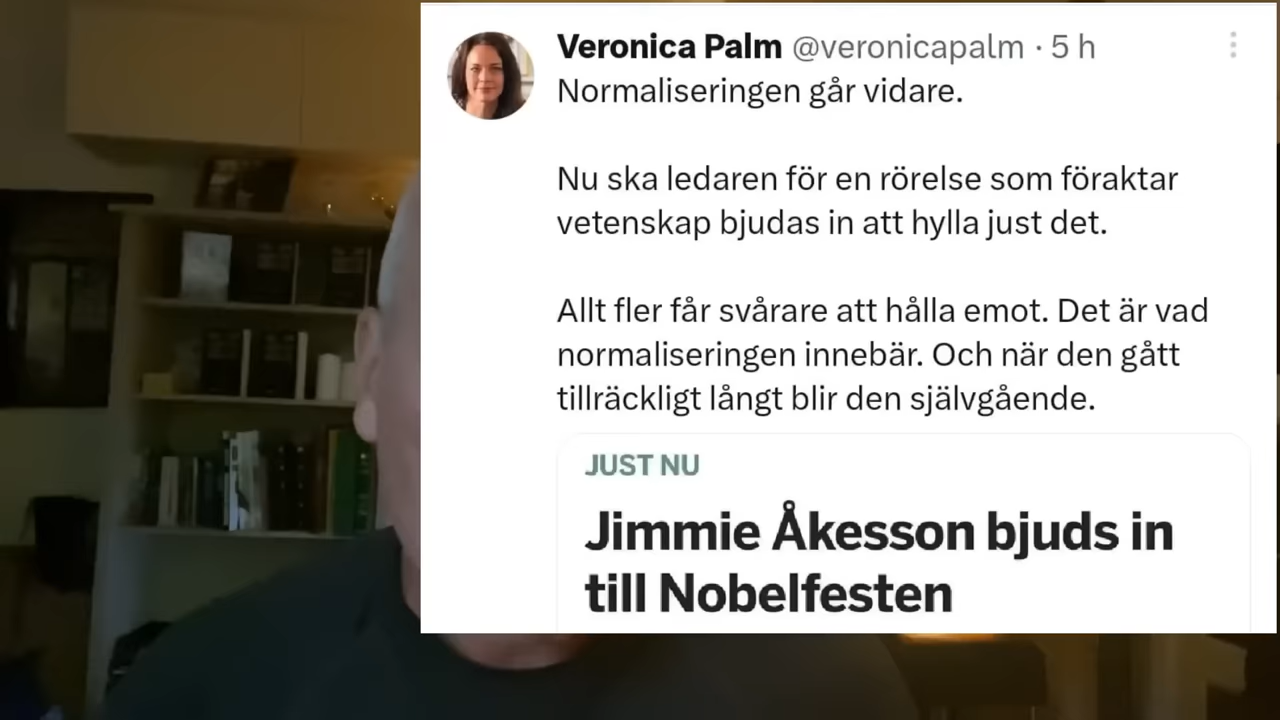 Veronica Palm @veronicapalm · 5 h
Normaliseringen går vidare.
Nu ska ledaren för en rörelse som föraktar
vetenskap bjudas in att hylla just det.
Allt fler får svårare att hålla emot. Det är vad
normaliseringen innebär. Och när den gått
tillräckligt långt blir den självgående.
JUST NU
Jimmie Åkesson bjuds in
till Nobelfesten